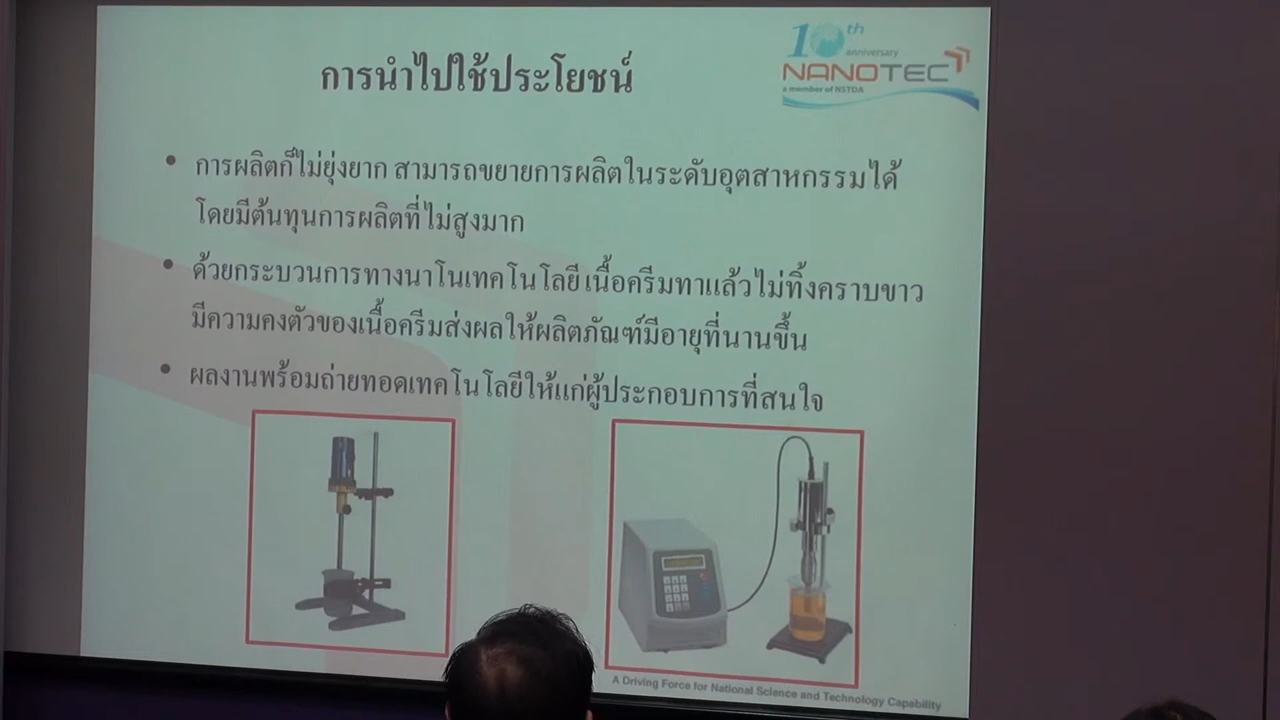 10th
anniversary
NANOTEC
a member of NSTDA
การนำไปใช้ประโยชน์
• การผลิตก็ไม่ยุ่งยาก สามารถขยายการผลิตในระดับอุตสาหกรรมได้
โดยมีต้นทุนการผลิตที่ไม่สูงมาก
• ด้วยกระบวนการทางนาโนเทคโนโลยี เนื้อครีมทาแล้วไม่ทิ้งคราบขาว
มีความคงตัวของเนื้อครีมส่งผลให้ผลิตภัณฑ์มีอายุที่นานขึ้น
• ผลงานพร้อมถ่ายทอดเทคโนโลยีให้แก่ผู้ประกอบการที่สนใจ
A Driving Force for National Science and Technology Capability